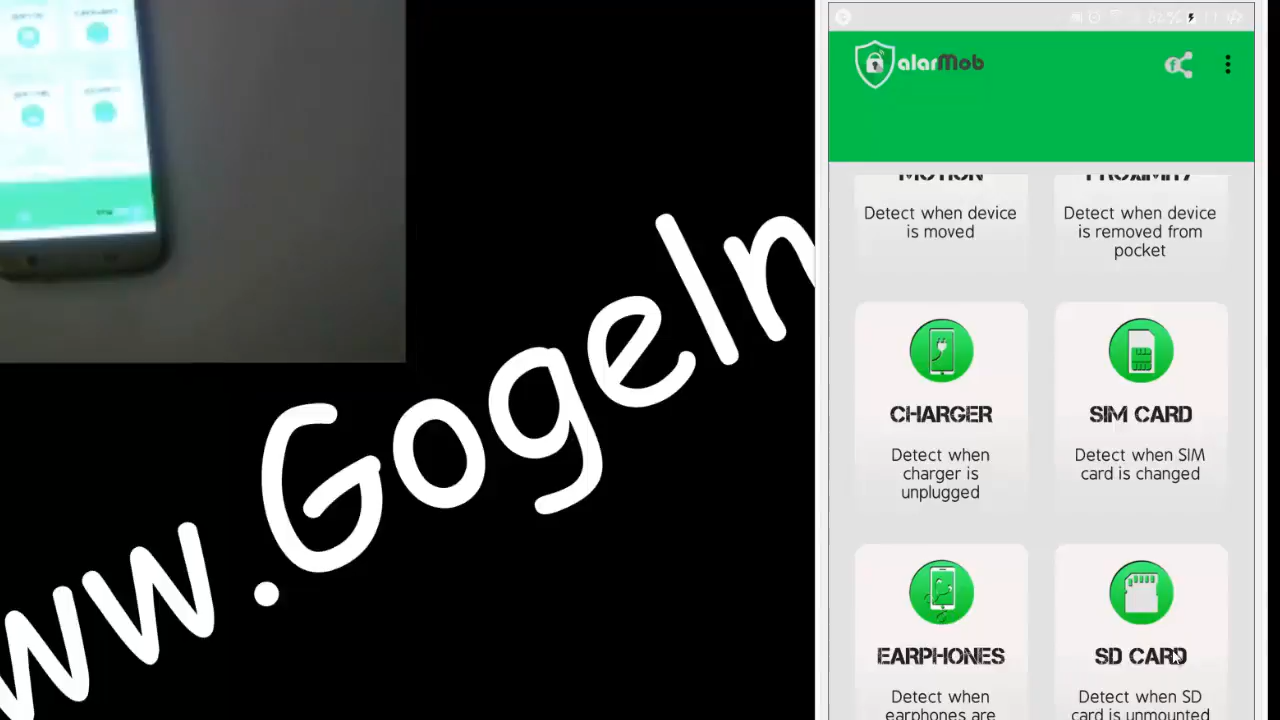 ww.Gogeln
82%
alarMob
MOTION
Detect when device
is moved
PROXIMITY
Detect when device
is removed from
pocket
CHARGER
Detect when
charger is
unplugged
SIM CARD
Detect when SIM
card is changed
EARPHONES
Detect when
earphones are
SD CARD
Detect when SD
card is unmounted